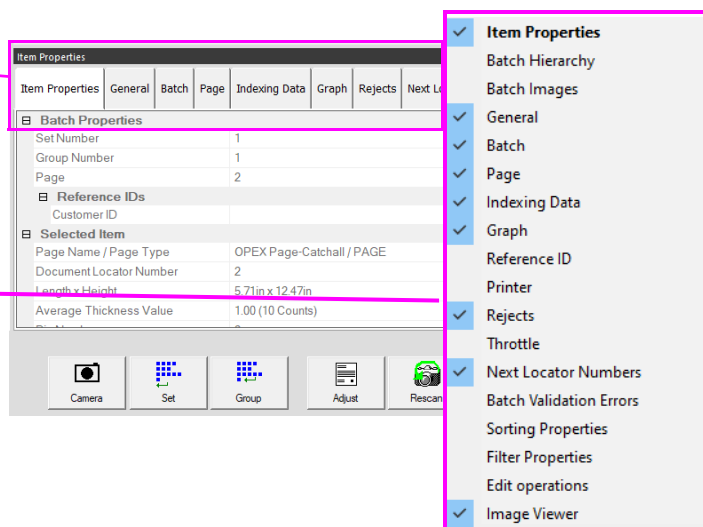 Item Properties
Item Properties General Batch Page Indexing Data Graph Rejects Next Lo
Batch Properties
Set Number 1
Group Number 1
Page 2
Reference IDs
Customer ID
Selected Item
Page Name / Page Type OPEX Page-Catchall / PAGE
Document Locator Number 2
Length x Height 5.71in x 12.47in
Average Thickness Value 1.00 (10 Counts)
Camera
Set
Group
Adjust
Rescan
Item Properties
Batch Hierarchy
Batch Images
General
Batch
Page
Indexing Data
Graph
Reference ID
Printer
Rejects
Throttle
Next Locator Numbers
Batch Validation Errors
Sorting Properties
Filter Properties
Edit operations
Image Viewer